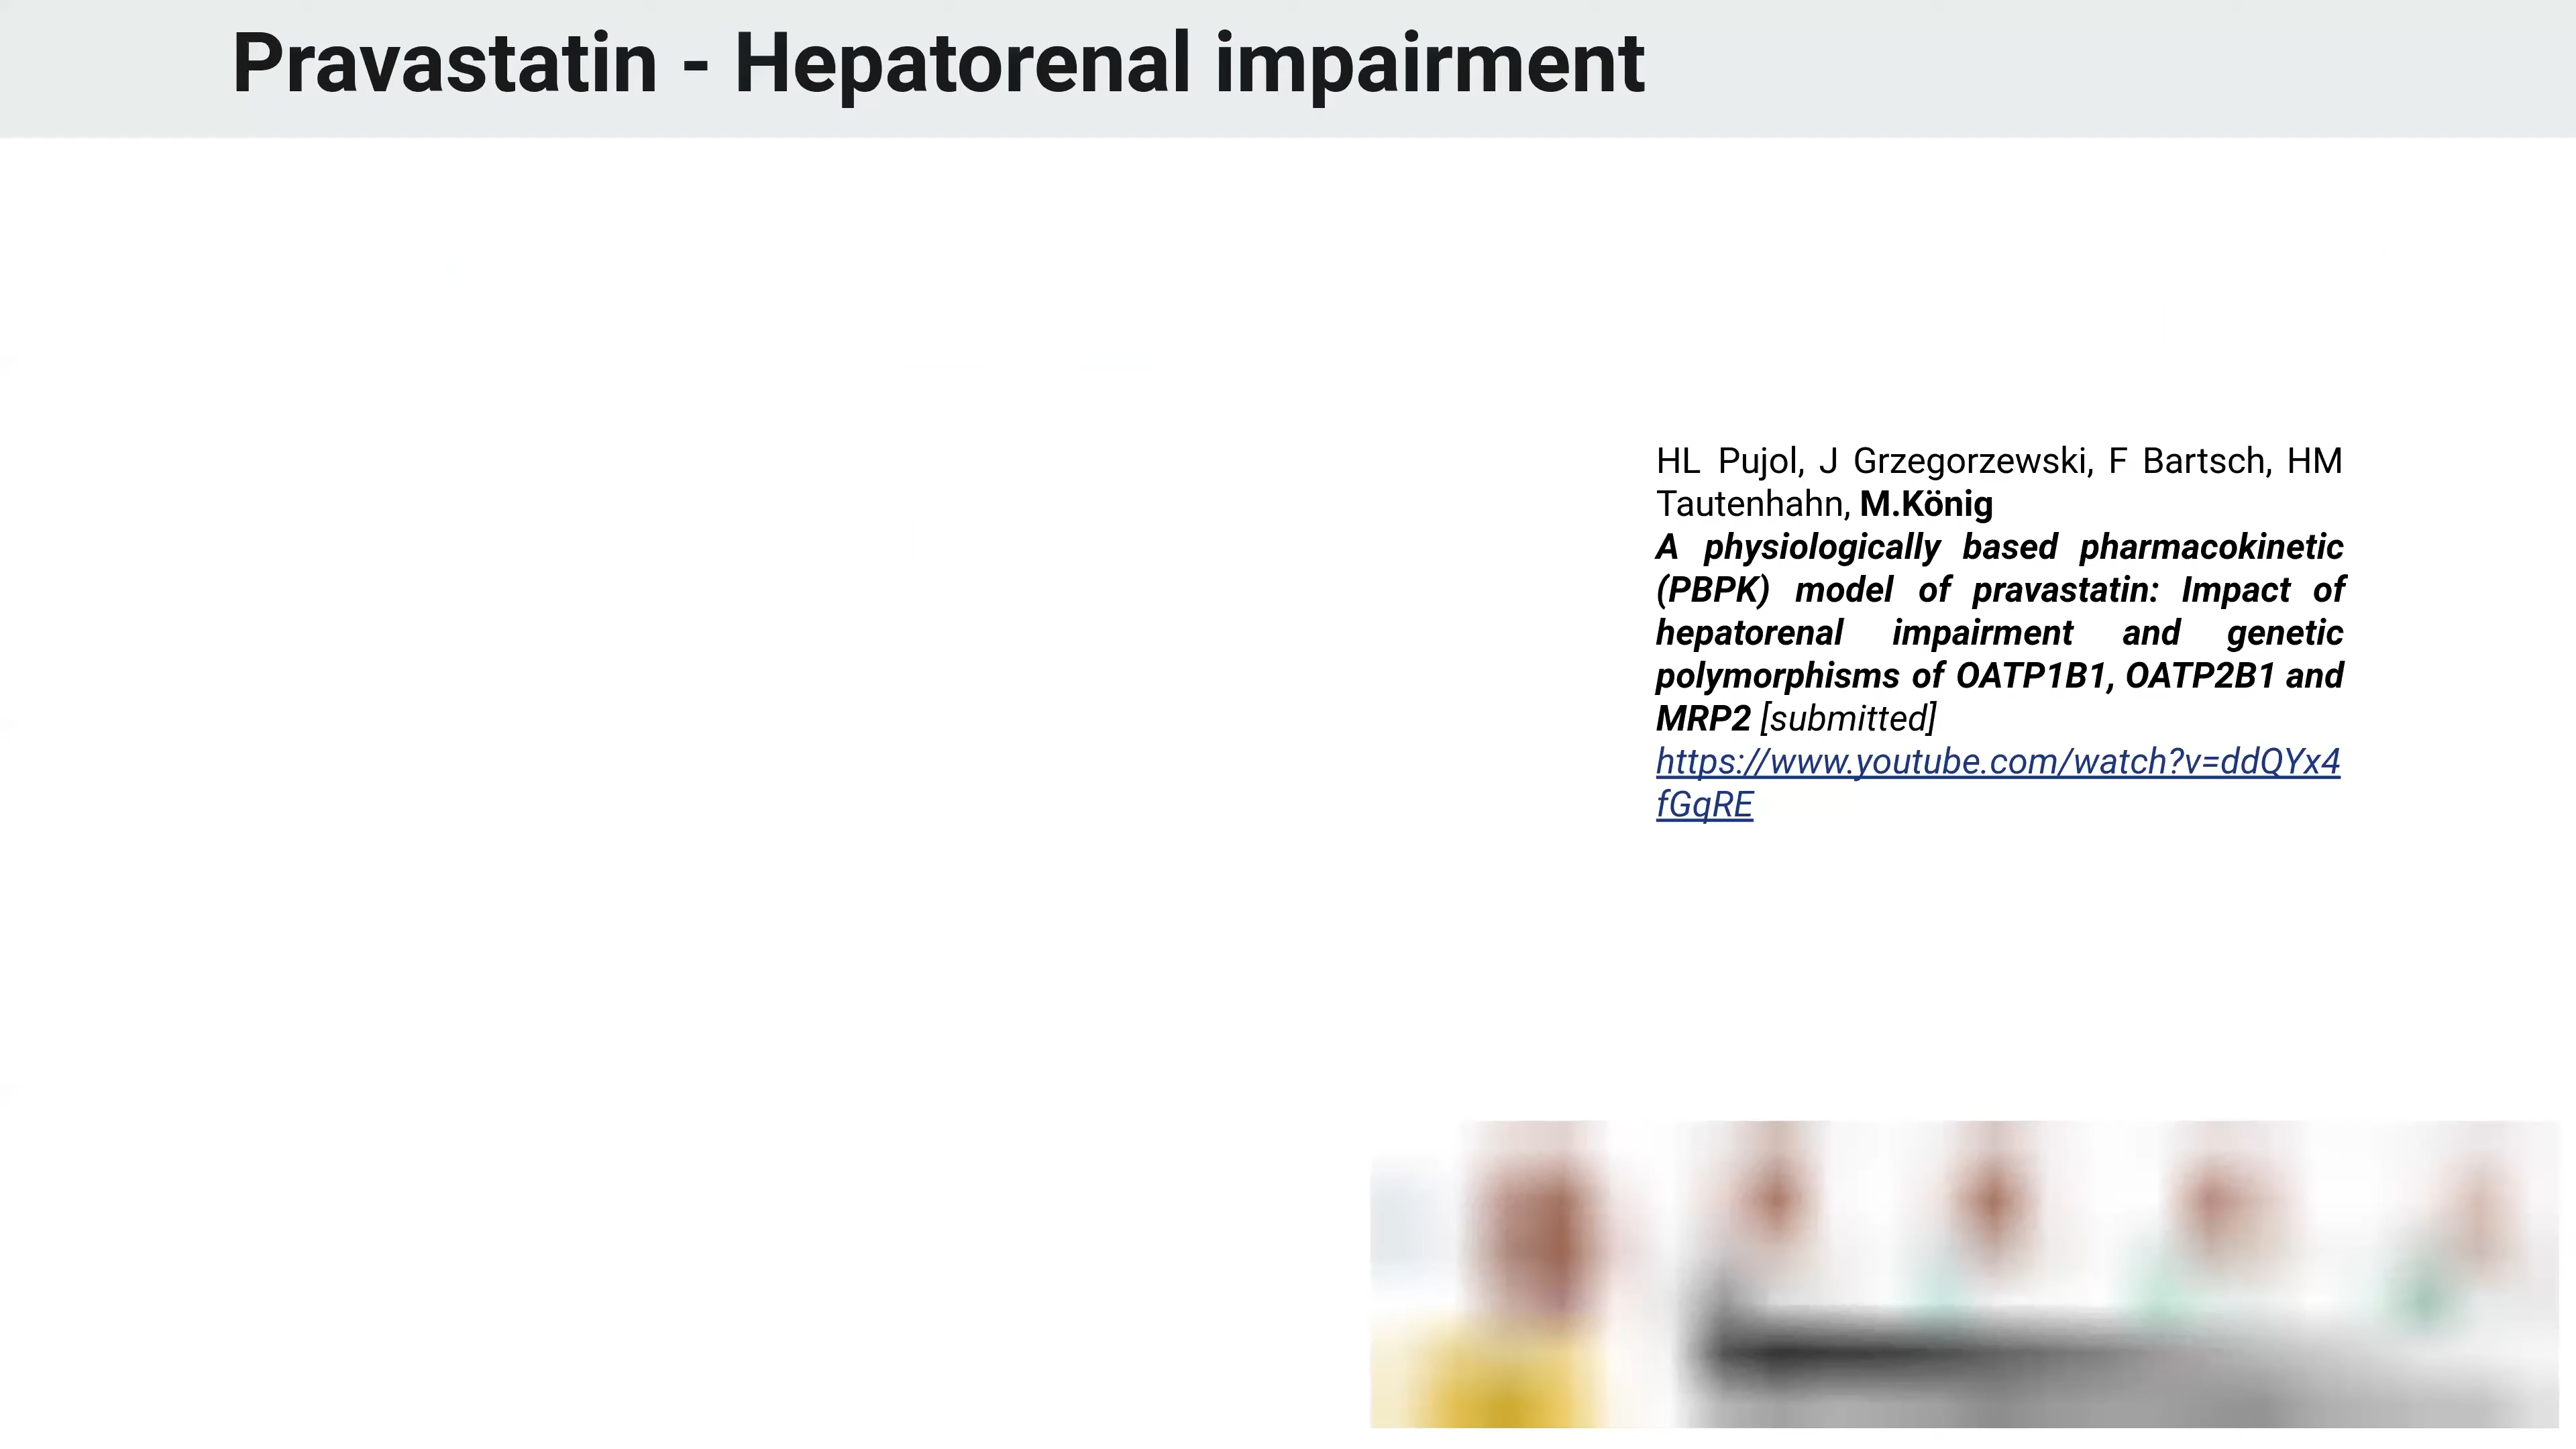 Pravastatin - Hepatorenal impairment
HL Pujol, J Grzegorzewski, F Bartsch, HM
Tautenhahn, M.König
A physiologically based pharmacokinetic
(PBPK) model of pravastatin: Impact of
hepatorenal impairment and genetic
polymorphisms of OATP1B1, OATP2B1 and
MRP2 [submitted]
https://www.youtube.com/watch?v=ddQYx4
fGqRE